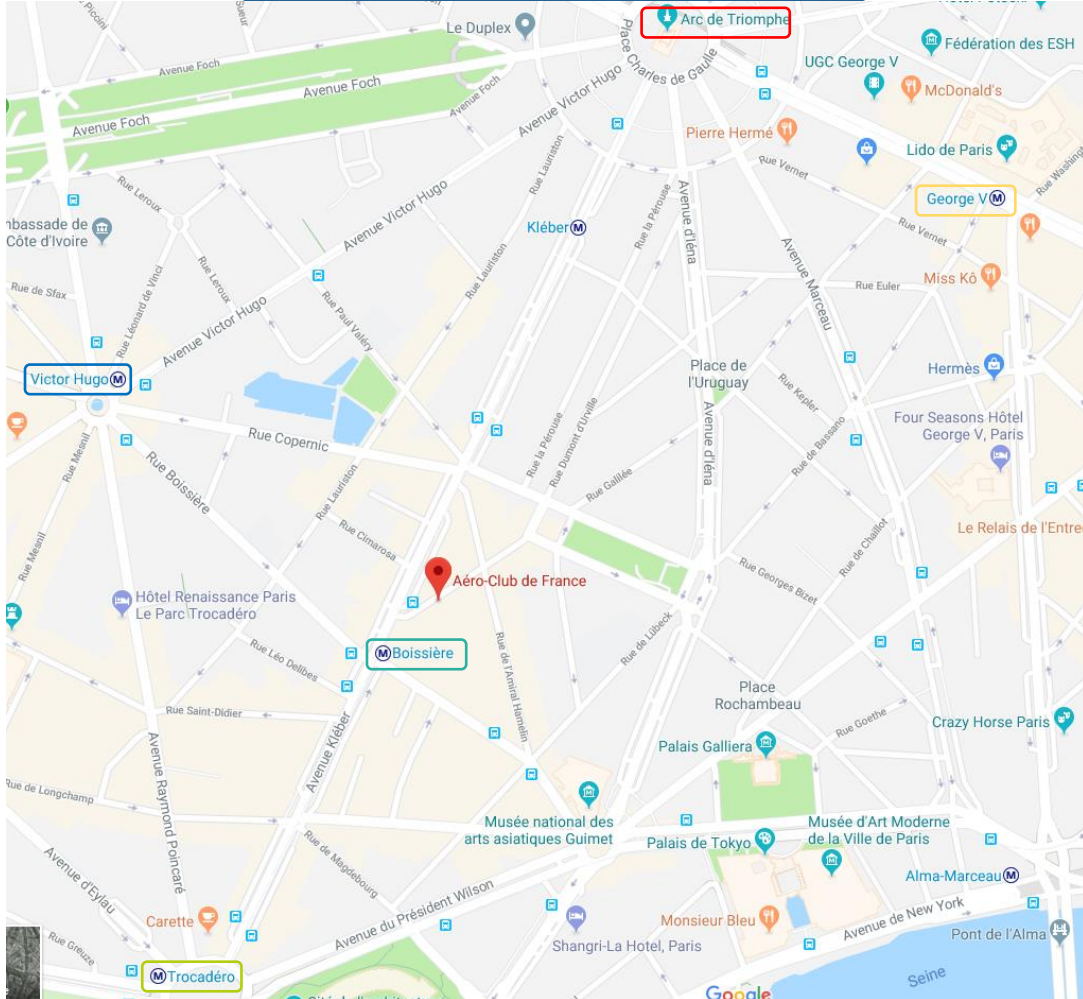 Le Duplex
Arc de Triomphe
Fédération des ESH
UGC George V
McDonald's
Place Charles de Gaulle
Avenue Foch
Avenue Foch
Avenue Foch
Avenue Foch
Avenue Foch
Avenue Victor Hugo
Pierre Hermé
Lido de Paris
Rue Vernet
Rue Lauriston
Rue Leroux
Avenue Victor Hugo
Kléber
Rue la Pérouse
Avenue d'Iéna
George V
Rue Vernet
Côte d'Ivoire
Rue de Sfax
Rue Léonard de Vinci
Rue Leroux
Rue Lauriston
Avenue Marceau
Rue Euler
Miss Kô
Avenue Victor Hugo
Rue Paul Valéry
Victor Hugo
Place de
l'Uruguay
Rue Kepler
Hermès
Rue Mesnil
Rue Copernic
Rue la Pérouse
Rue Dumont d'Urville
Avenue d'Iéna
Rue de Bassano
Four Seasons Hôtel
George V, Paris
Rue Boissière
Rue Lauriston
Rue Galilée
Rue Cimarosa
Rue de Chaillot
Le Relais de l'Entre
Rue Mesnil
Aéro-Club de France
Rue Georges Bizet
Hôtel Renaissance Paris
Le Parc Trocadéro
Rue Léo Delibes
Boissière
Rue de l'Amiral Hamelin
Rue de Lübeck
Place
Rochambeau
Rue Saint-Didier
Rue Goethe
Crazy Horse Paris
Palais Galliera
Avenue Kléber
Avenue Raymond Poincaré
Rue de Longchamp
Musée national des
arts asiatiques Guimet
Palais de Tokyo
Musée d'Art Moderne
de la Ville de Paris
Rue de Magdebourg
Avenue d'Eylau
Alma-Marceau
Carette
Avenue du Président Wilson
Monsieur Bleu
Avenue de New York
Pont de l'Alma
Shangri-La Hotel, Paris
Rue Greuze
Trocadéro
Seine
Google